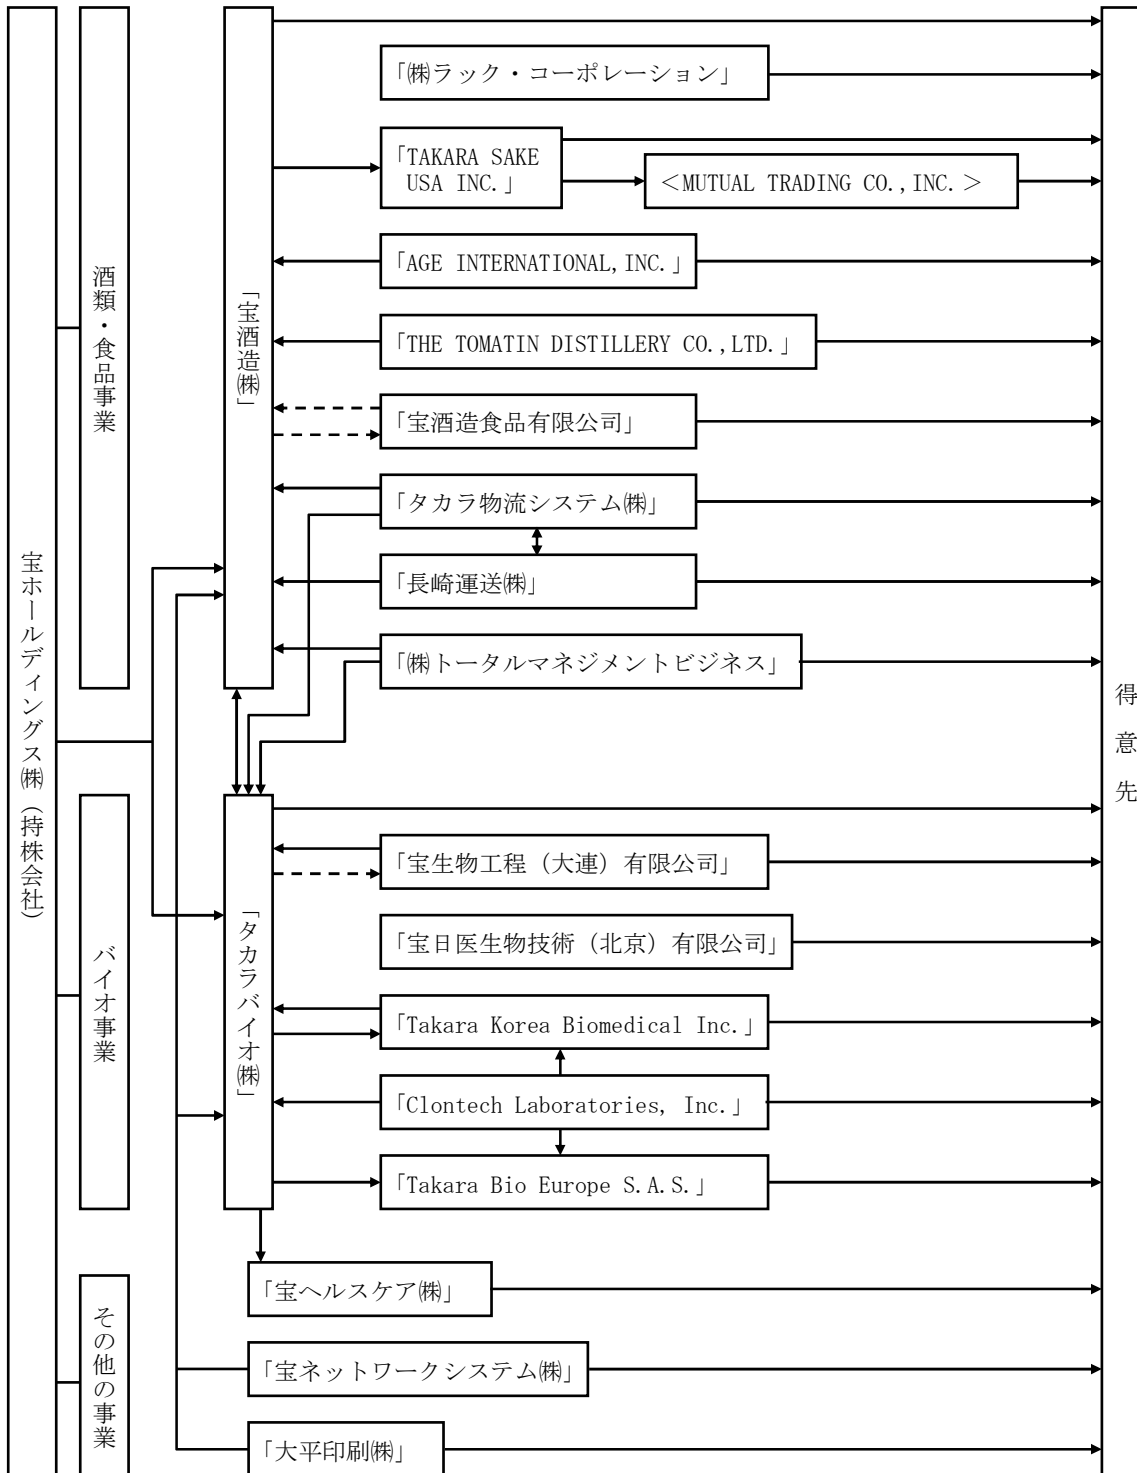 宝ホールディングス㈱(持株会社)
酒類・食品事業
「宝酒造㈱」
「㈱ラック・コーポレーション」
「TAKARA SAKE
USA INC.」
＜MUTUAL TRADING CO.,INC.＞
「AGE INTERNATIONAL,INC.」
「THE TOMATIN DISTILLERY CO.,LTD.」
「宝酒造食品有限公司」
「タカラ物流システム㈱」
「長崎運送㈱」
「㈱トータルマネジメントビジネス」
得意先
バイオ事業
「タカラバイオ㈱」
「宝生物工程（大連）有限公司」
「宝日医生物技術（北京）有限公司」
「Takara Korea Biomedical Inc.」
「Clontech Laboratories, Inc.」
「Takara Bio Europe S.A.S.」
その他の事業
「宝ヘルスケア㈱」
「宝ネットワークシステム㈱」
「大平印刷㈱」